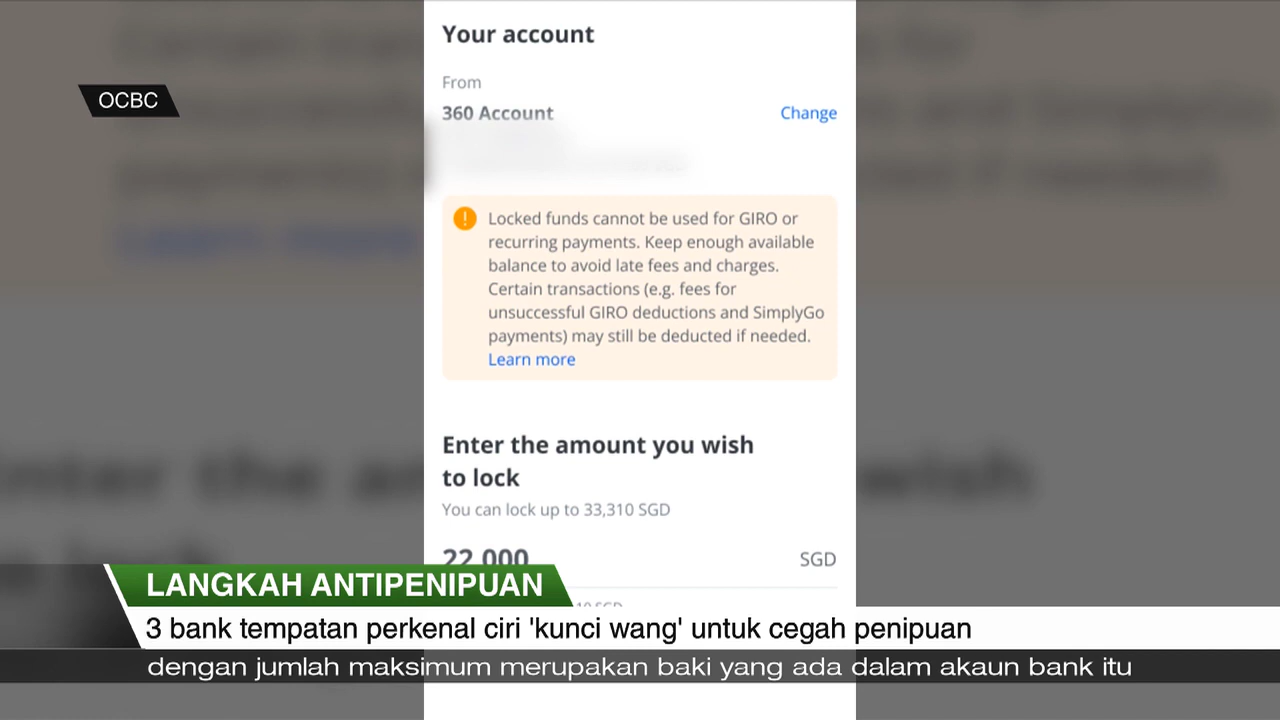 Your account
From
360 Account
Change
OCBC
Locked funds cannot be used for GIRO or
recurring payments. Keep enough available
balance to avoid late fees and charges.
Certain transactions (e.g. fees for
unsuccessful GIRO deductions and SimplyGo
payments) may still be deducted if needed.
Learn more
Enter the amount you wish
to lock
You can lock up to 33,310 SGD
22,000
SGD
LANGKAH ANTIPENIPUAN
3 bank tempatan perkenal ciri 'kunci wang' untuk cegah penipuan
dengan jumlah maksimum merupakan baki yang ada dalam akaun bank itu